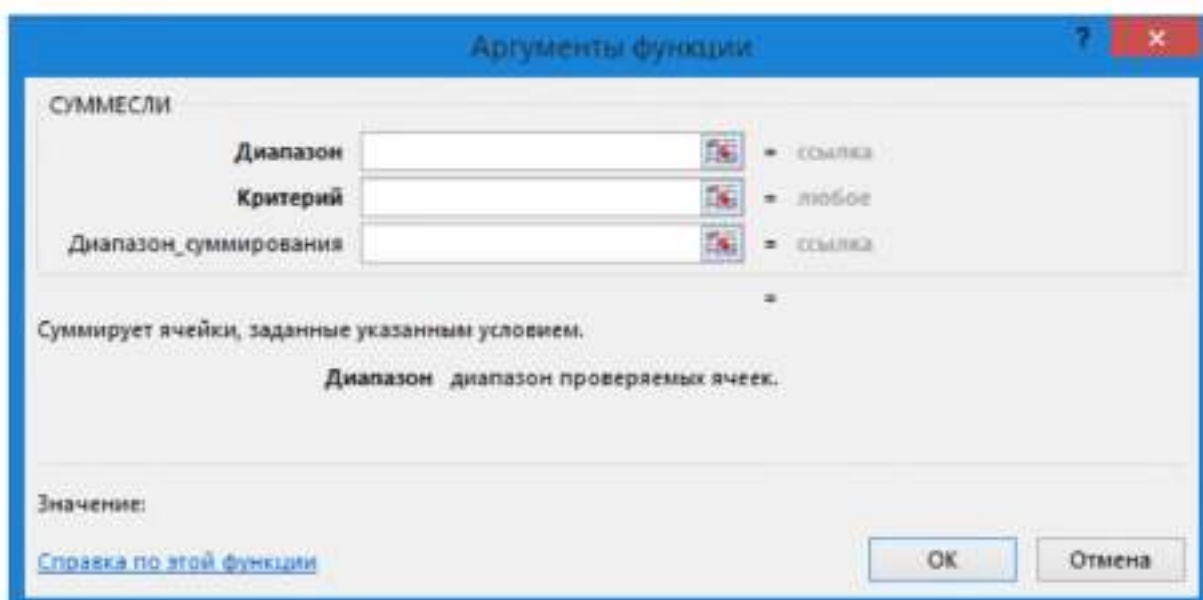 Аргументы функции
? ×
СУММЕСЛИ
Диапазон = ссылка
Критерий = любое
Диапазон_суммирования = ссылка
=
Суммирует ячейки, заданные указанным условием.
Диапазон диапазон проверяемых ячеек.
Значение:
Справка по этой функции
ОК Отмена